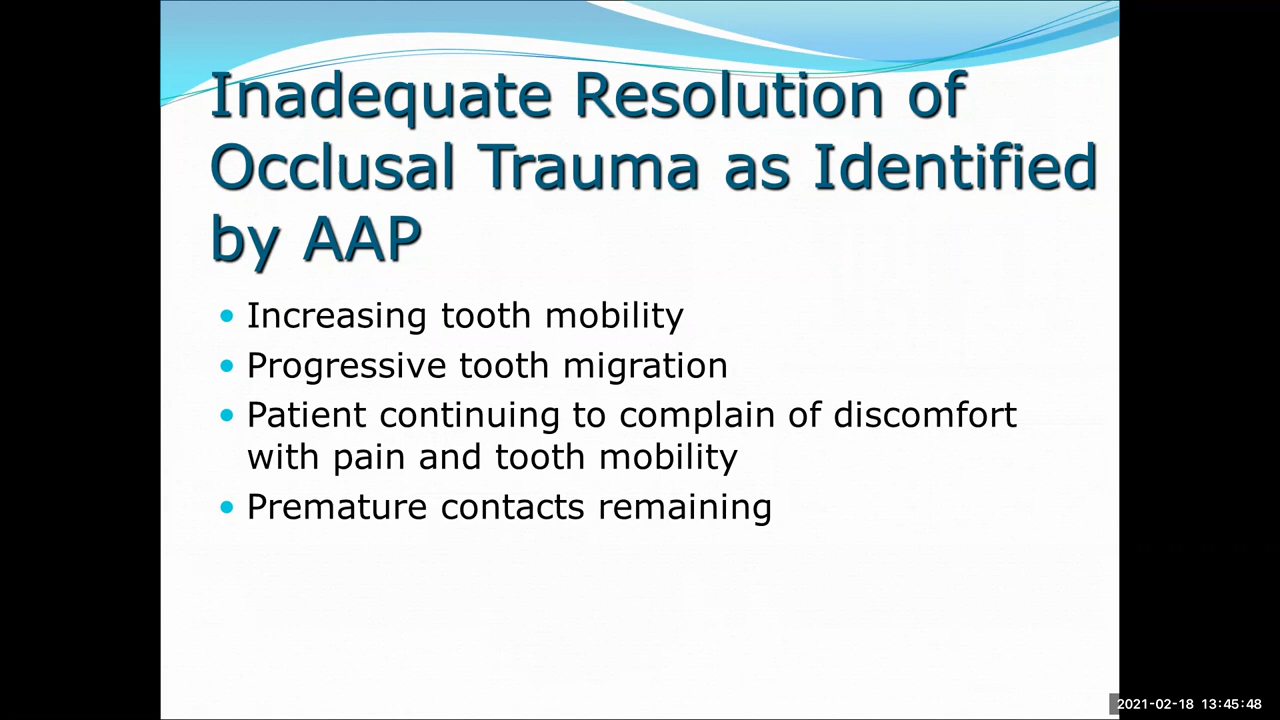 Inadequate Resolution of
Occlusal Trauma as Identified
by AAP
• Increasing tooth mobility
• Progressive tooth migration
• Patient continuing to complain of discomfort
with pain and tooth mobility
• Premature contacts remaining
2021-02-18 13:45:48